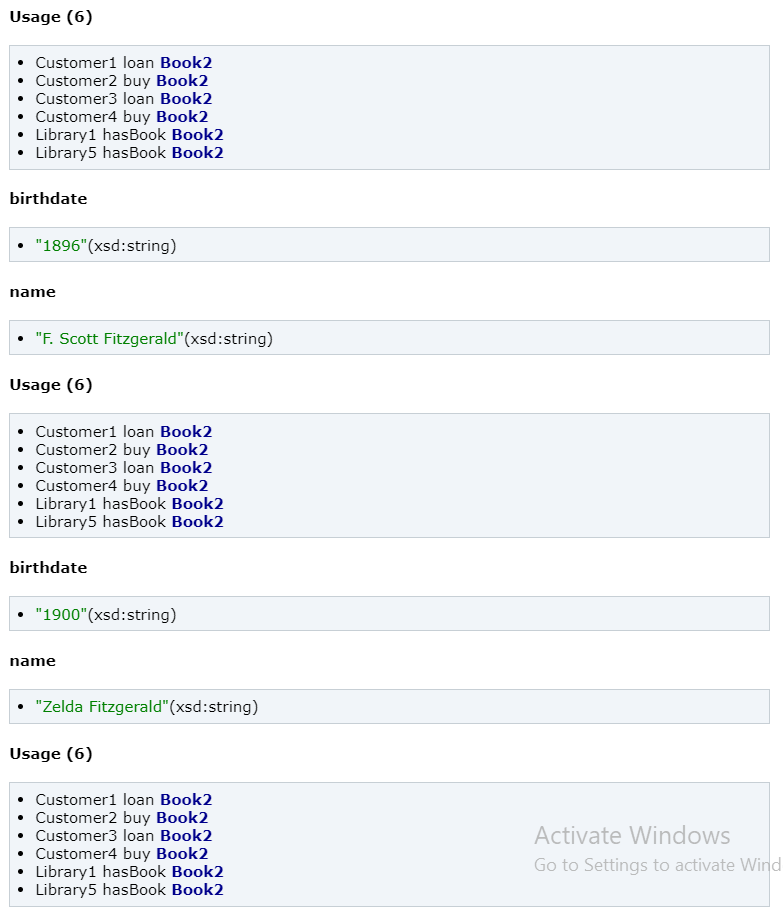 Usage (6)
Customer1 loan Book2
Customer2 buy Book2
Customer3 loan Book2
Customer4 buy Book2
Library1 hasBook Book2
Library5 hasBook Book2
birthdate
"1896"(xsd:string)
name
"F. Scott Fitzgerald"(xsd:string)
Usage (6)
Customer1 loan Book2
Customer2 buy Book2
Customer3 loan Book2
Customer4 buy Book2
Library1 hasBook Book2
Library5 hasBook Book2
birthdate
"1900"(xsd:string)
name
"Zelda Fitzgerald"(xsd:string)
Usage (6)
Customer1 loan Book2
Customer2 buy Book2
Customer3 loan Book2
Customer4 buy Book2
Library1 hasBook Book2
Library5 hasBook Book2
Activate Windows
Go to Settings to activate Wind